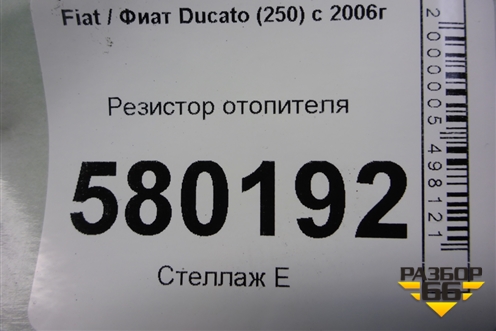 Fiat / Фиат Ducato (250) с 2006г
Резистор отопителя
580192
Стеллаж Е
2000005498121
РАЗБОР
66